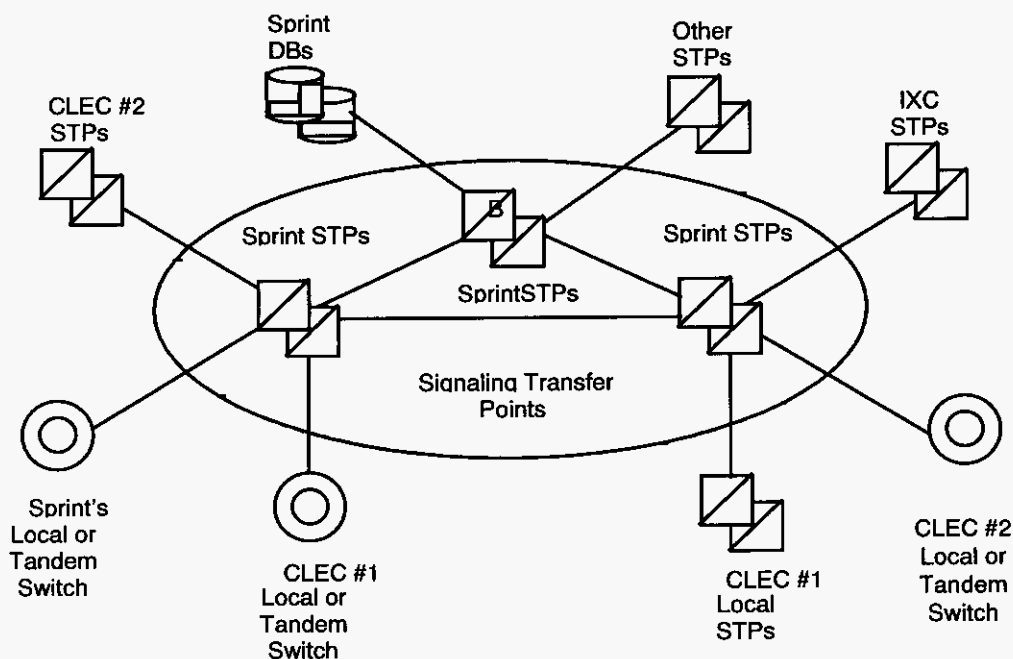 Sprint
DBs
Other
STPs
CLEC #2
STPs
IXC
STPs
B
Sprint STPs
Sprint STPs
SprintSTPs
Signaling Transfer
Points
Sprint's
Local or
Tandem
Switch
CLEC #1
Local or
Tandem
Switch
CLEC #1
Local
STPs
CLEC #2
Local or
Tandem
Switch